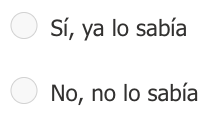 Sí, ya lo sabía
No, no lo sabía